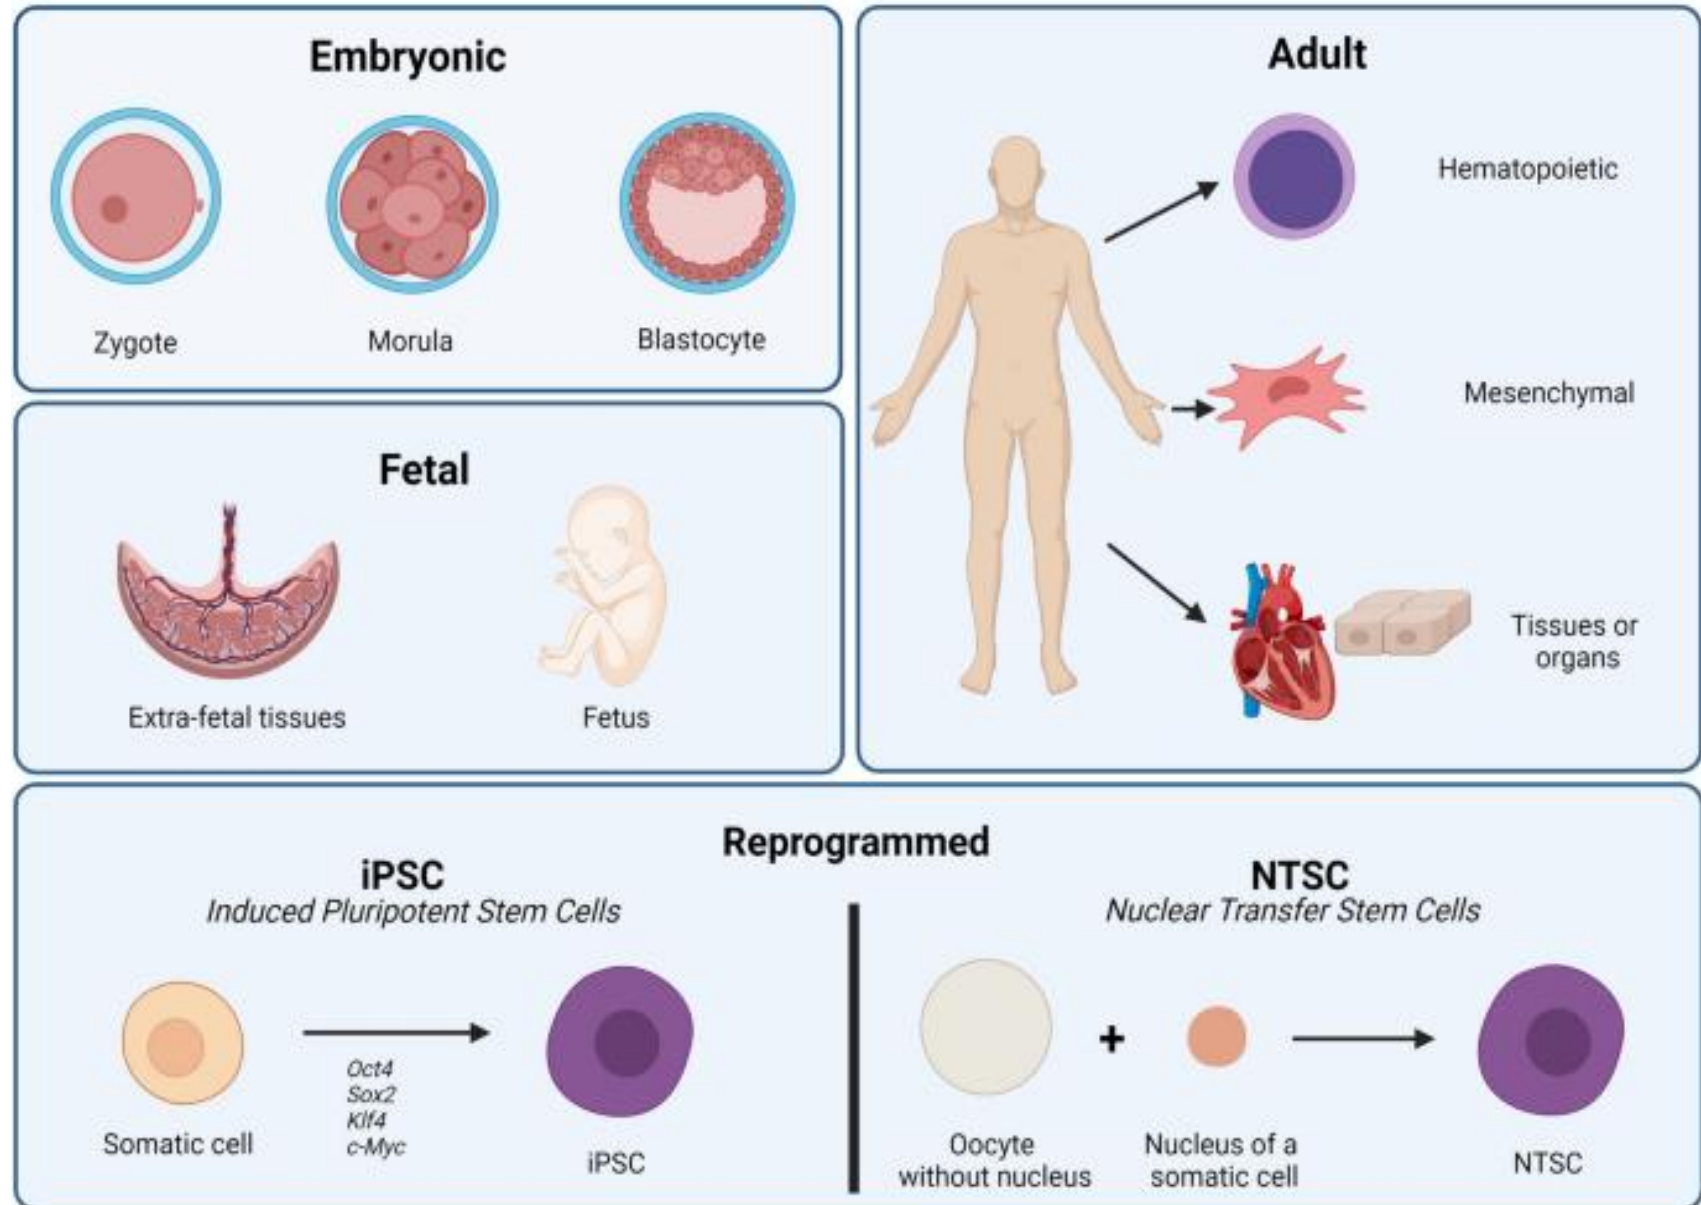 Embryonic
Zygote
Morula
Blastocyte
Fetal
Extra-fetal tissues
Fetus
Adult
Hematopoietic
Mesenchymal
Tissues or
organs
Reprogrammed
iPSC
Induced Pluripotent Stem Cells
Somatic cell
Oct4
Sox2
Klf4
c-Myc
iPSC
NTSC
Nuclear Transfer Stem Cells
Oocyte
without nucleus
+
Nucleus of a
somatic cell
NTSC